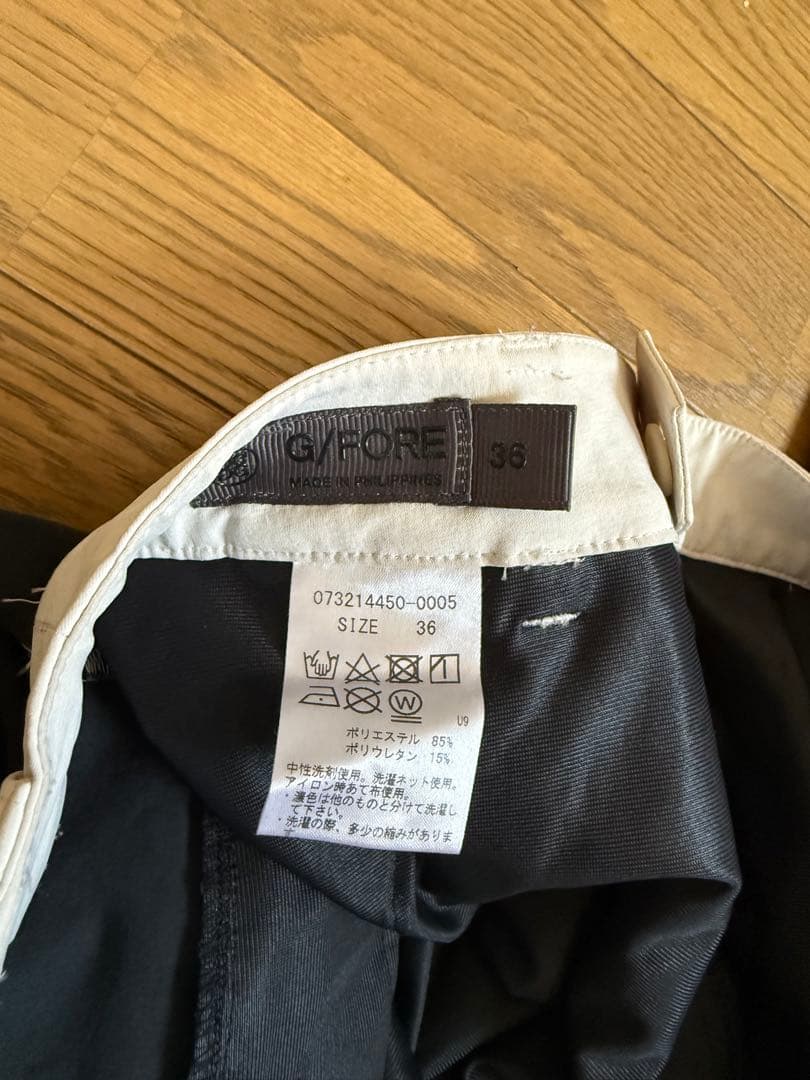 G/FORE 36
MADE IN PHILIPPINES
073214450-0005
SIZE 36
W
U9
ポリエステル 85%
ポリウレタン 15%
中性洗剤使用。洗濯ネット使用。
アイロン時あて布使用。
・濃色は他のものと分けて洗濯し
て下さい。
・洗濯の際、多少の縮みがありま
す